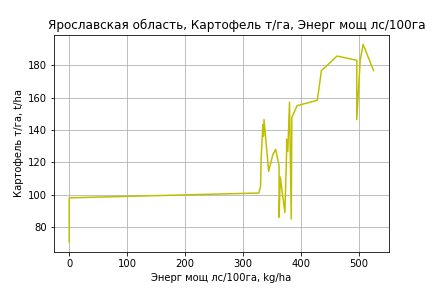 Ярославская область, Картофель т/га, Энерг мощ лс/100га
Картофель т/га, t/ha
180
160
140
120
100
80
0 100 200 300 400 500
Энерг мощ лс/100га, kg/ha